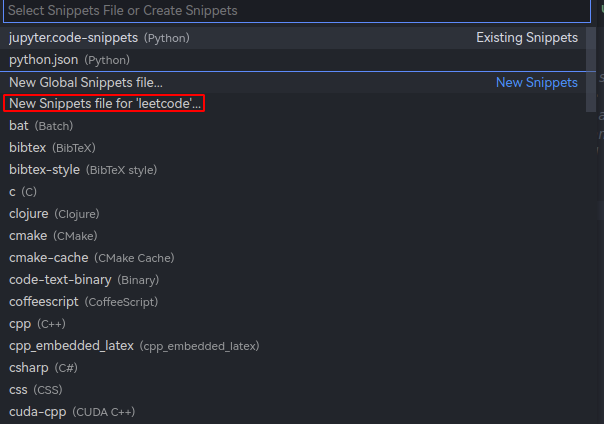 Select Snippets File or Create Snippets
jupyter.code-snippets (Python) Existing Snippets
python.json (Python)
New Global Snippets file... New Snippets
New Snippets file for 'leetcode'...
bat (Batch)
bibtex (BibTeX)
bibtex-style (BibTeX style)
c (C)
clojure (Clojure)
cmake (CMake)
cmake-cache (CMake Cache)
code-text-binary (Binary)
coffeescript (CoffeeScript)
cpp (C++)
cpp_embedded_latex (cpp_embedded_latex)
csharp (C#)
css (CSS)
cuda-cpp (CUDA C++)